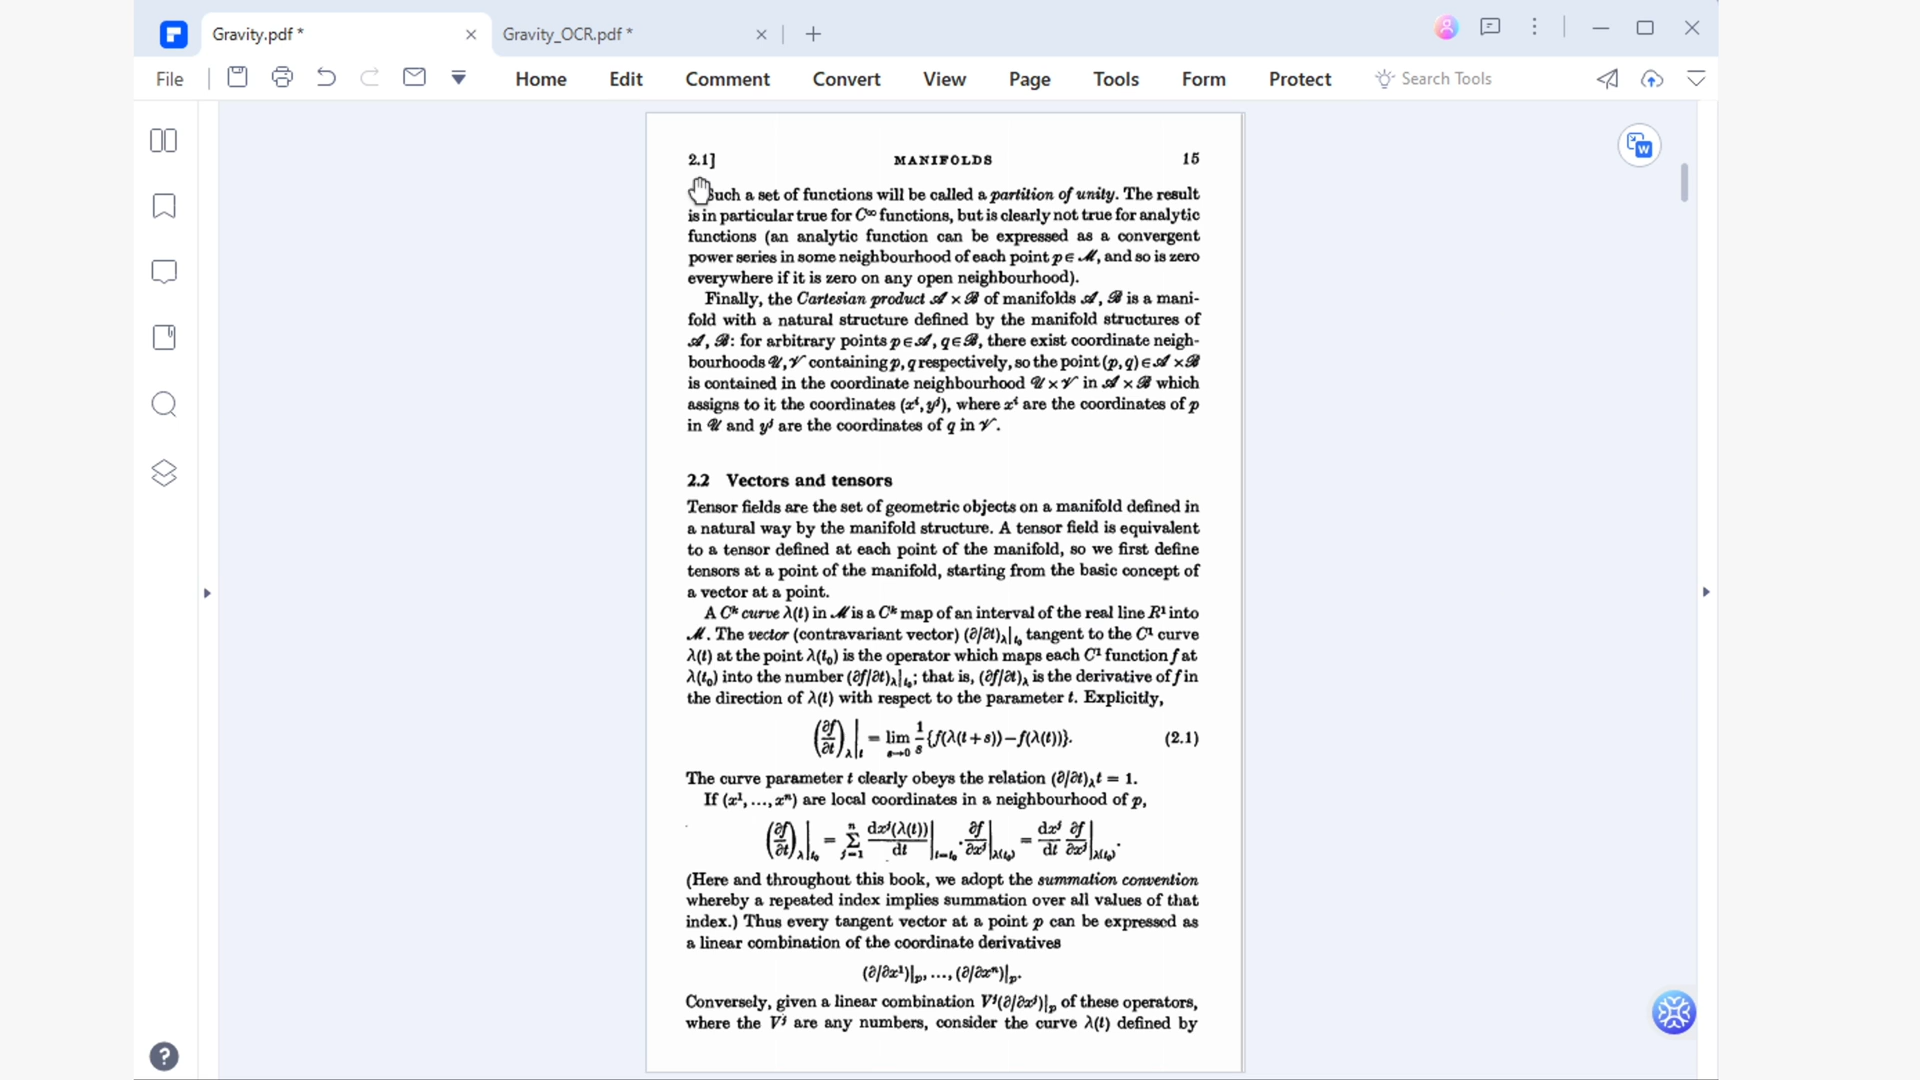 Gravity.pdf *
Gravity_OCR.pdf *
File
Home
Edit
Comment
Convert
View
Page
Tools
Form
Protect
Search Tools
2.1] MANIFOLDS 15
Such a set of functions will be called a partition of unity. The result
is in particular true for C∞ functions, but is clearly not true for analytic
functions (an analytic function can be expressed as a convergent
power series in some neighbourhood of each point p ∈ ℳ, and so is zero
everywhere if it is zero on any open neighbourhood).
Finally, the Cartesian product 𝒜 × ℬ of manifolds 𝒜, ℬ is a mani-
fold with a natural structure defined by the manifold structures of
𝒜, ℬ: for arbitrary points p ∈ 𝒜, q ∈ ℬ, there exist coordinate neigh-
bourhoods 𝒰, 𝒱 containing p, q respectively, so the point (p, q) ∈ 𝒜 × ℬ
is contained in the coordinate neighbourhood 𝒰 × 𝒱 in 𝒜 × ℬ which
assigns to it the coordinates (xⁱ, yʲ), where xⁱ are the coordinates of p
in 𝒰 and yʲ are the coordinates of q in 𝒱.
2.2 Vectors and tensors
Tensor fields are the set of geometric objects on a manifold defined in
a natural way by the manifold structure. A tensor field is equivalent
to a tensor defined at each point of the manifold, so we first define
tensors at a point of the manifold, starting from the basic concept of
a vector at a point.
A Cᵏ curve λ(t) in ℳ is a Cᵏ map of an interval of the real line R¹ into
ℳ. The vector (contravariant vector) (∂/∂t)_λ|_t₀ tangent to the C¹ curve
λ(t) at the point λ(t₀) is the operator which maps each C¹ function f at
λ(t₀) into the number (∂f/∂t)_λ|_t₀; that is, (∂f/∂t)_λ is the derivative of f in
the direction of λ(t) with respect to the parameter t. Explicitly,
(∂f/∂t)_λ|_t = lim_{s→0} 1/s {f(λ(t+s))−f(λ(t))}. (2.1)
The curve parameter t clearly obeys the relation (∂/∂t)_λ t = 1.
If (x¹, ..., xⁿ) are local coordinates in a neighbourhood of p,
(∂f/∂t)_λ|_t₀ = Σ_{j=1}^n dxʲ(λ(t))/dt|_{t=t₀} · ∂f/∂xʲ|_{λ(t₀)} = dxʲ/dt ∂f/∂xʲ|_{λ(t₀)}.
(Here and throughout this book, we adopt the summation convention
whereby a repeated index implies summation over all values of that
index.) Thus every tangent vector at a point p can be expressed as
a linear combination of the coordinate derivatives
(∂/∂x¹)|_p, ..., (∂/∂xⁿ)|_p.
Conversely, given a linear combination Vʲ(∂/∂xʲ)|_p of these operators,
where the Vʲ are any numbers, consider the curve λ(t) defined by